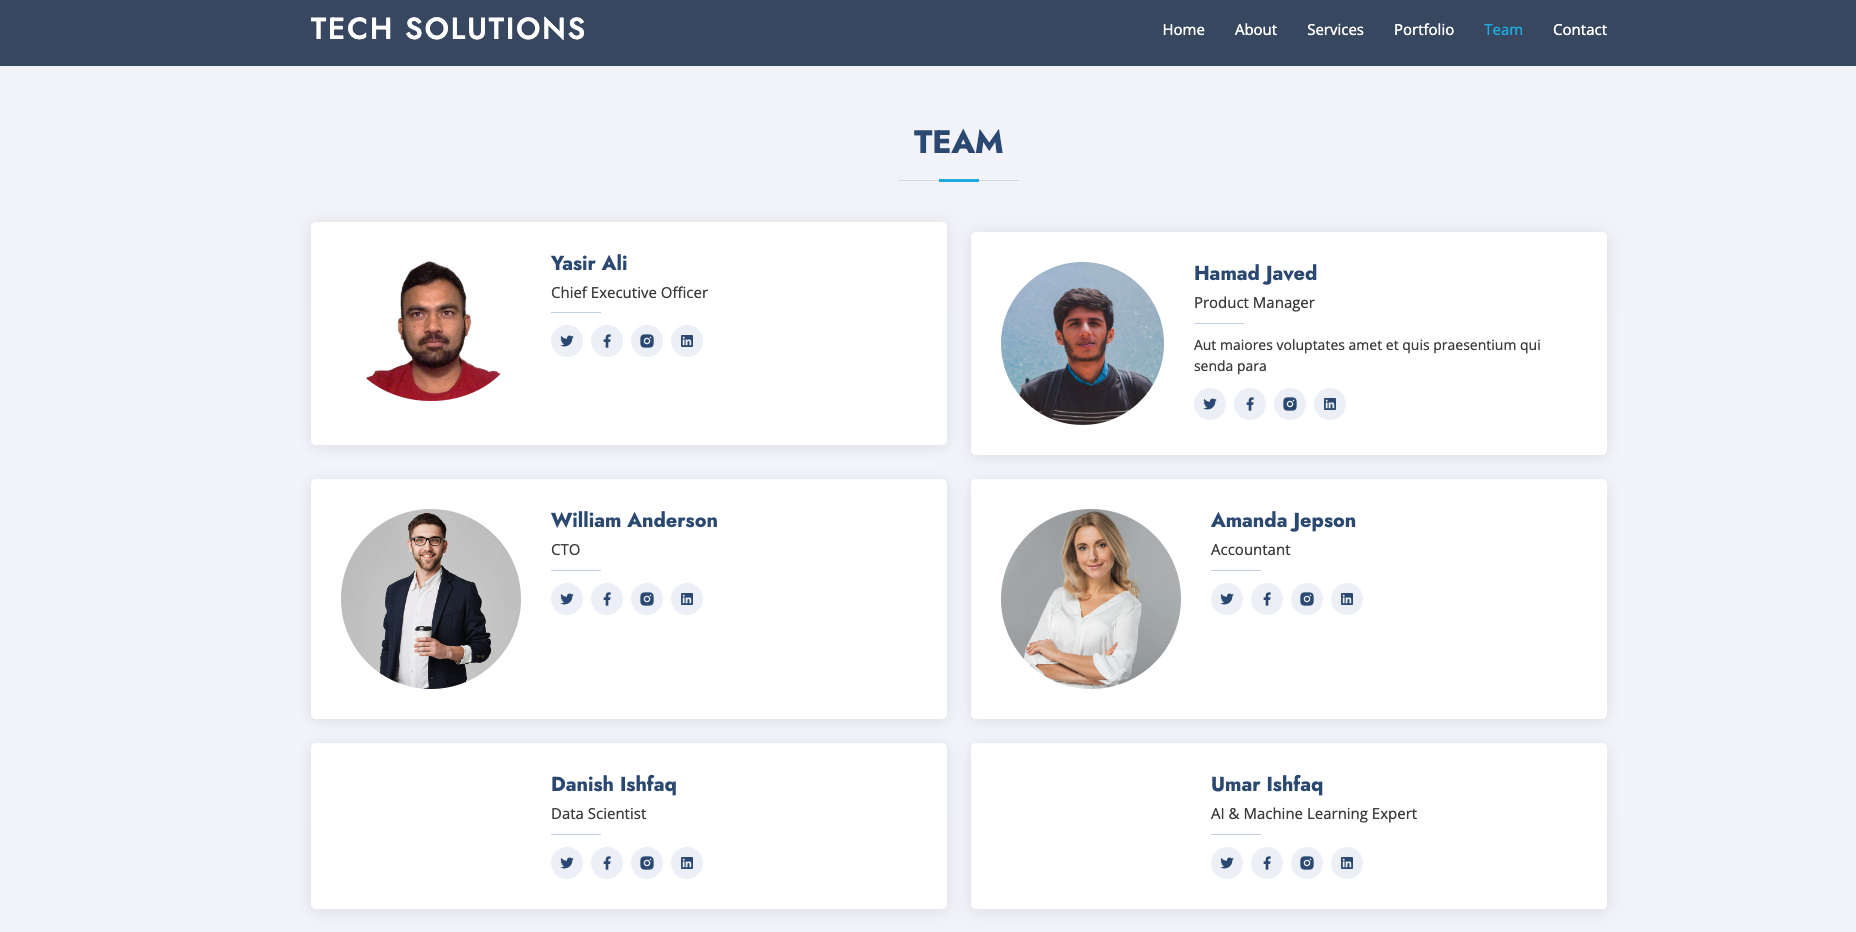 TECH SOLUTIONS
Home About Services Portfolio Team Contact
TEAM
Yasir Ali
Chief Executive Officer
Hamad Javed
Product Manager
Aut maiores voluptates amet et quis praesentium qui
senda para
William Anderson
CTO
Amanda Jepson
Accountant
Danish Ishfaq
Data Scientist
Umar Ishfaq
AI & Machine Learning Expert